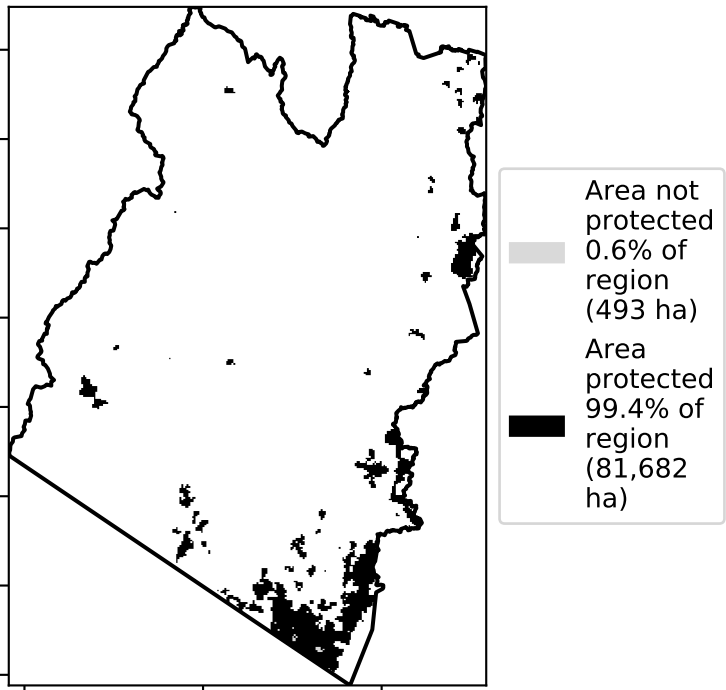 Area not
protected
0.6% of
region
(493 ha)
Area
protected
99.4% of
region
(81,682
ha)